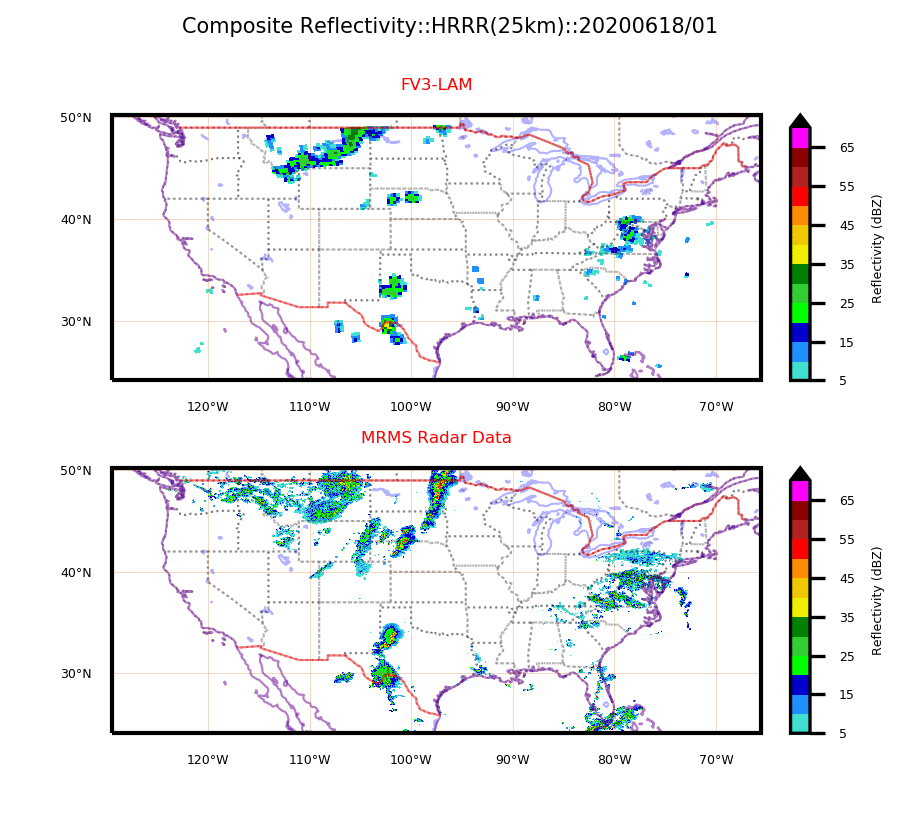 Composite Reflectivity::HRRR(25km)::20200618/01
FV3-LAM
50°N
40°N
30°N
120°W 110°W 100°W 90°W 80°W 70°W
65
55
45
35
25
15
5
Reflectivity (dBZ)
MRMS Radar Data
50°N
40°N
30°N
120°W 110°W 100°W 90°W 80°W 70°W
65
55
45
35
25
15
5
Reflectivity (dBZ)